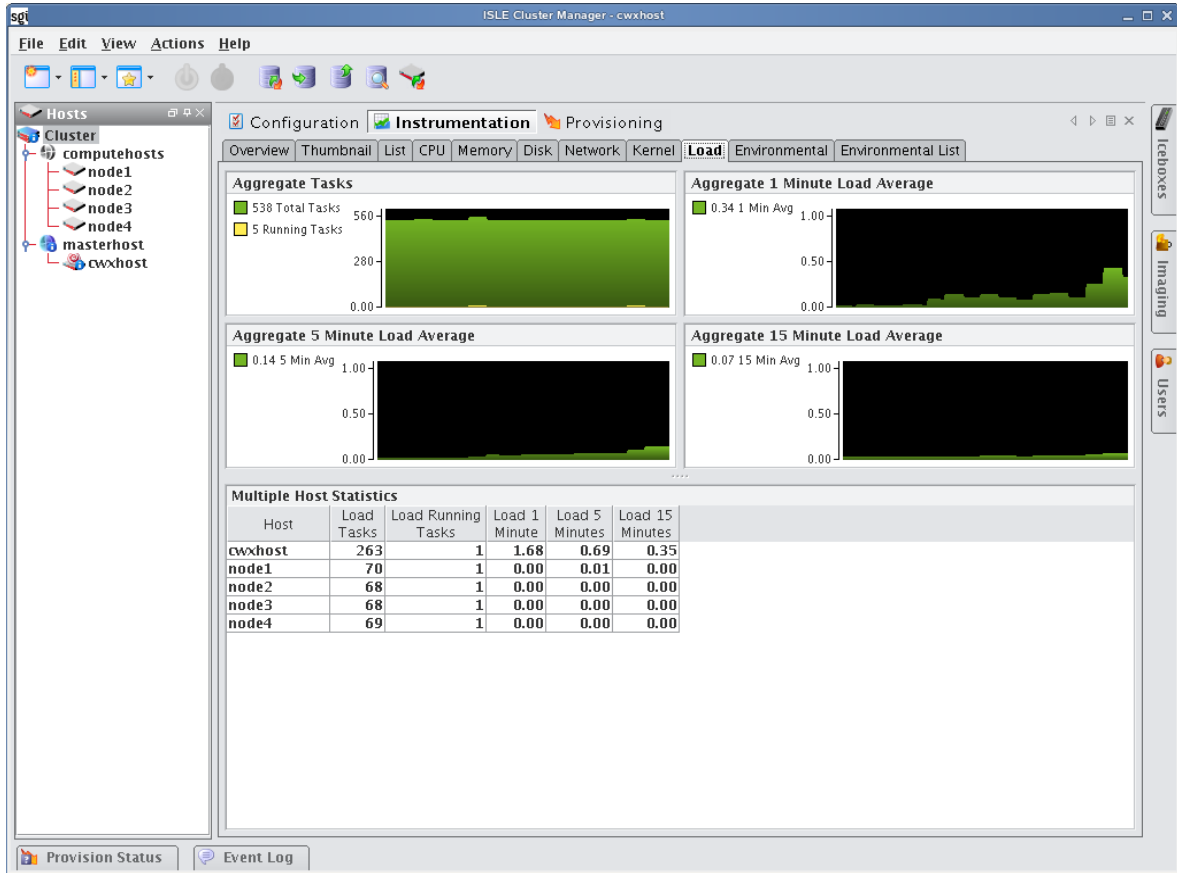 sgi
ISLE Cluster Manager - cwxhost
File Edit View Actions Help
Hosts
Cluster
computehosts
node1
node2
node3
node4
masterhost
cwxhost
Configuration Instrumentation Provisioning
Overview Thumbnail List CPU Memory Disk Network Kernel Load Environmental Environmental List
Aggregate Tasks
538 Total Tasks
5 Running Tasks
560
280
0.00
Aggregate 1 Minute Load Average
0.34 1 Min Avg
1.00
0.50
0.00
Aggregate 5 Minute Load Average
0.14 5 Min Avg
1.00
0.50
0.00
Aggregate 15 Minute Load Average
0.07 15 Min Avg
1.00
0.50
0.00
Multiple Host Statistics
Host Load Tasks Load Running Tasks Load 1 Minute Load 5 Minutes Load 15 Minutes
cwxhost 263 1 1.68 0.69 0.35
node1 70 1 0.00 0.01 0.00
node2 68 1 0.00 0.00 0.00
node3 68 1 0.00 0.00 0.00
node4 69 1 0.00 0.00 0.00
Iceboxes
Imaging
Users
Provision Status Event Log